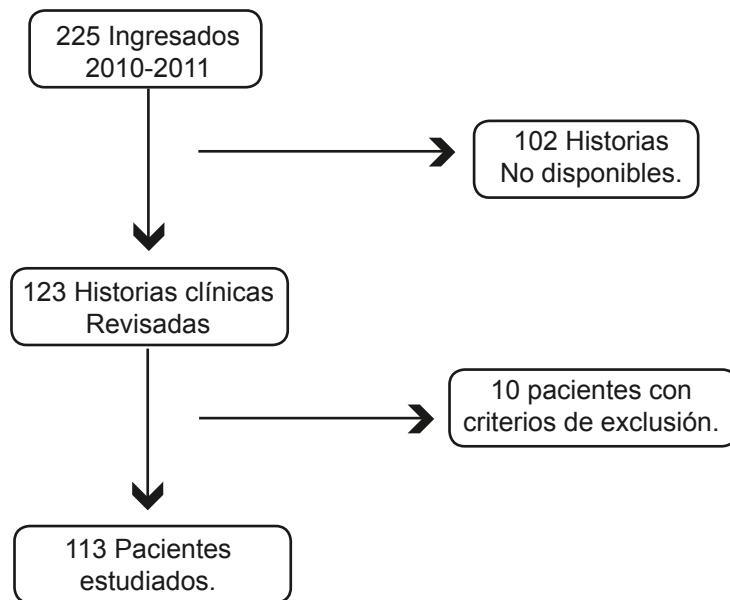 225 Ingresados
2010-2011
102 Historias
No disponibles.
123 Historias clínicas
Revisadas
10 pacientes con
criterios de exclusión.
113 Pacientes
estudiados.